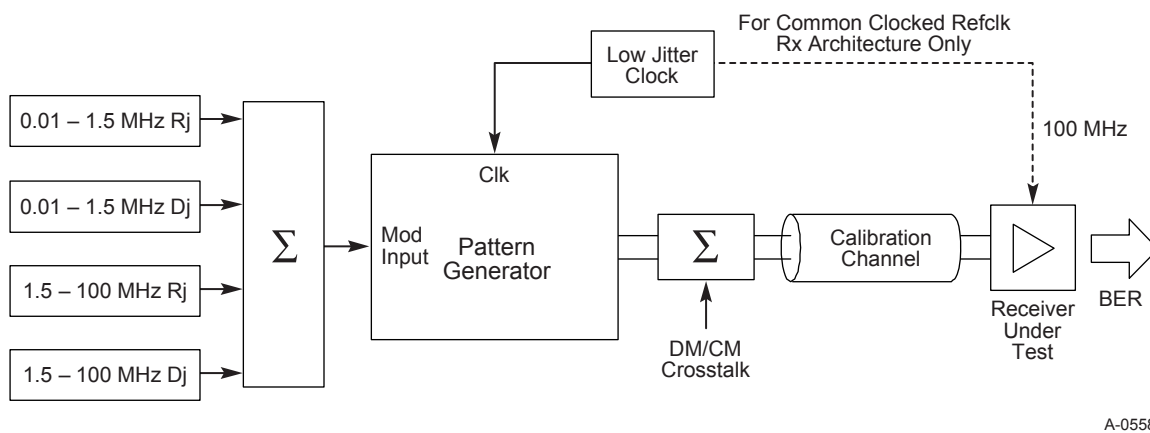 For Common Clocked Refclk
Rx Architecture Only
Low Jitter
Clock
0.01 – 1.5 MHz Rj
100 MHz
Clk
0.01 – 1.5 MHz Dj
Σ
Mod
Input
Pattern
Generator
Σ
Calibration
Channel
1.5 – 100 MHz Rj
BER
Receiver
Under
Test
DM/CM
Crosstalk
1.5 – 100 MHz Dj
A-0558